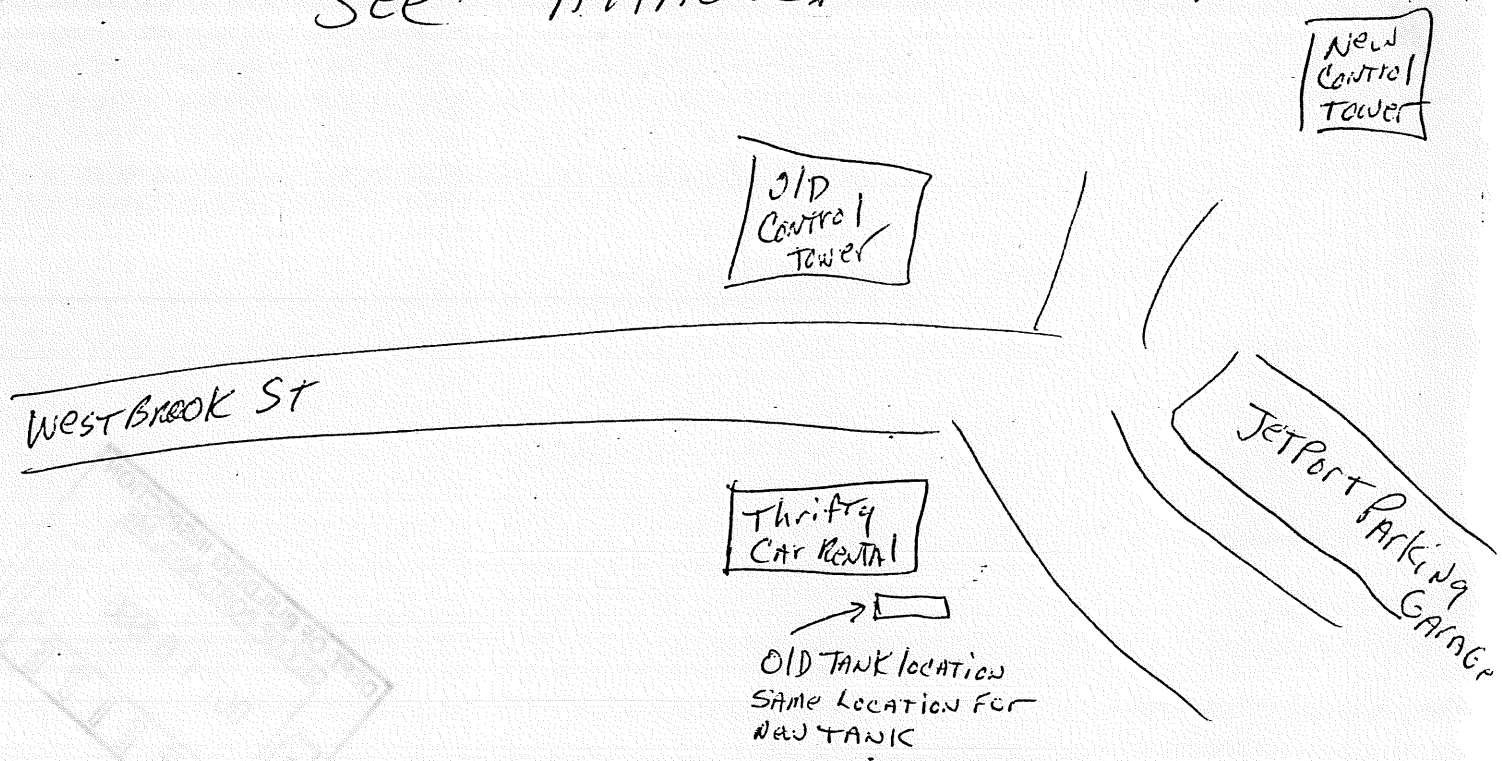 See
New
Control
Tower
Old
Control
Tower
WestBrook St
JetPort Parking
Garage
Thrifty
Car Rental
Old Tank location
Same Location For
New Tank